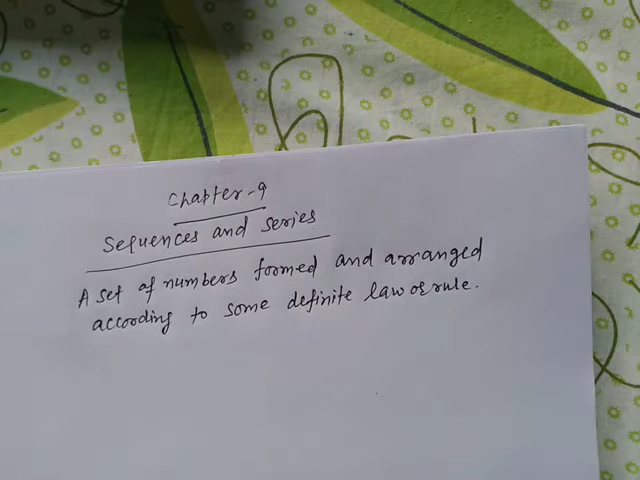 Chapter-9
Sequences and series
A set of numbers formed and arranged
according to some definite law or rule.